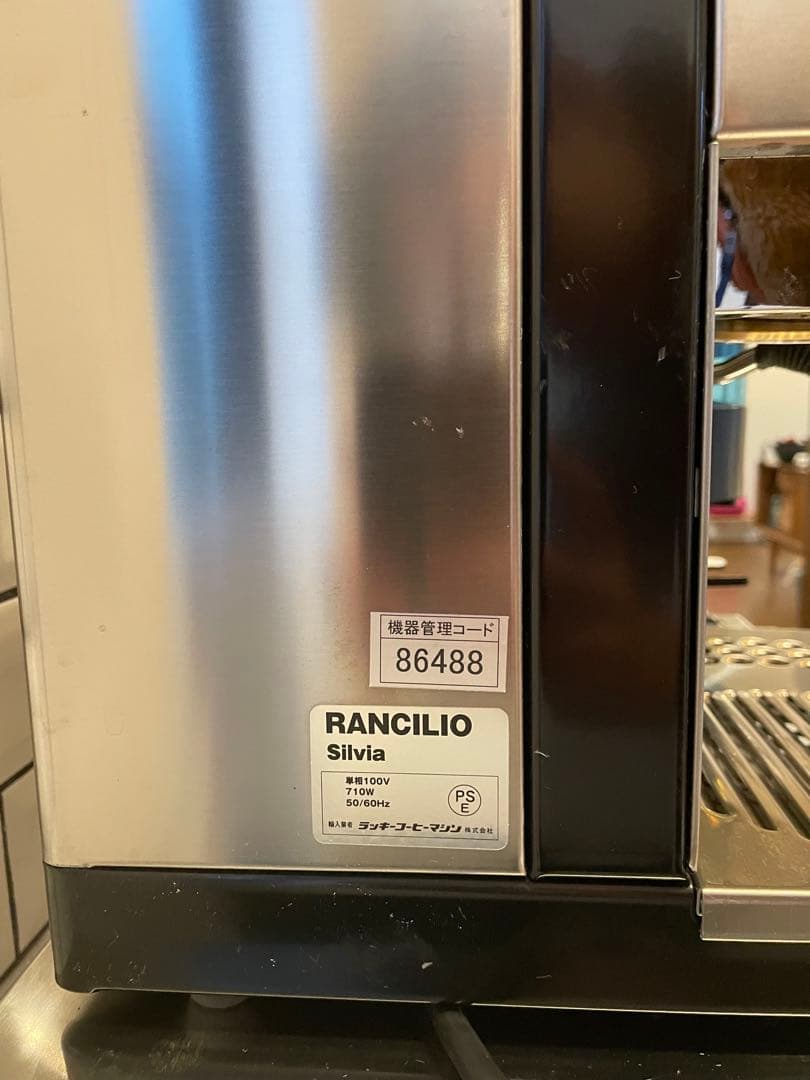 機器管理コード
86488
RANCILIO
Silvia
単相100V
710W
50/60Hz
PS
E
輸入業者 ラッキーコーヒーマシン 株式会社